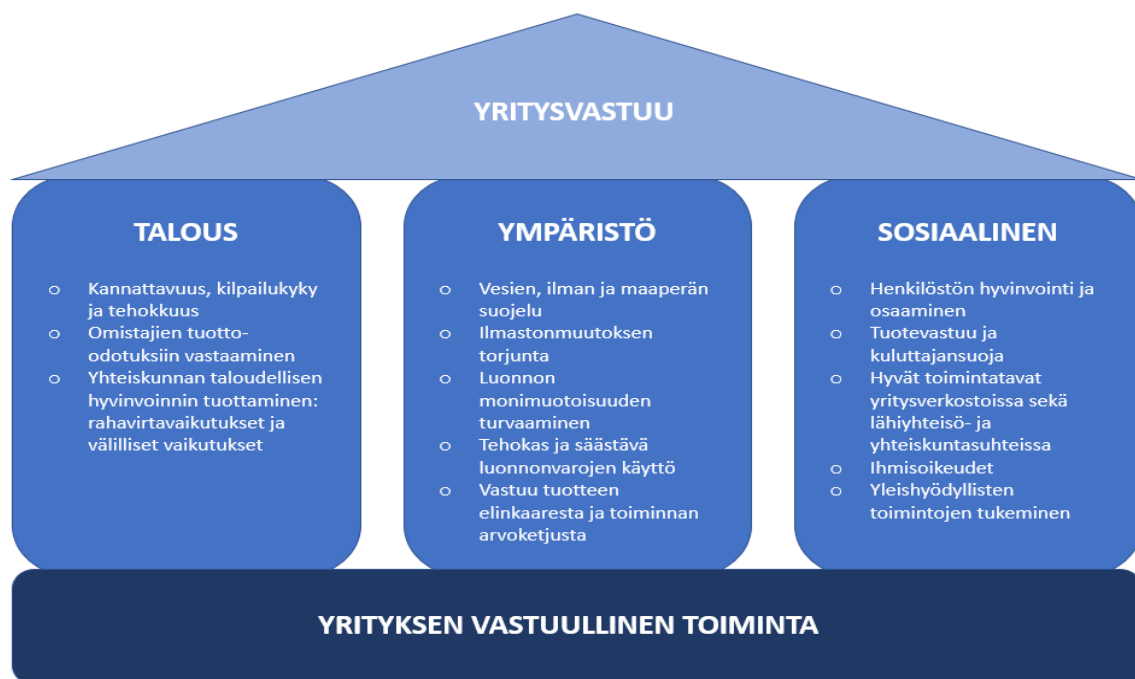 YRITYSVASTUU
TALOUS
o Kannattavuus, kilpailukyky
ja tehokkuus
o Omistajien tuotto-
odotuksiin vastaaminen
o Yhteiskunnan taloudellisen
hyvinvoinnin tuottaminen:
rahavirtavaikutukset ja
välilliset vaikutukset
YMPÄRISTÖ
o Vesien, ilman ja maaperän
suojelu
o Ilmastonmuutoksen
torjunta
o Luonnon
monimuotoisuuden
turvaaminen
o Tehokas ja säästävä
luonnonvarojen käyttö
o Vastuu tuotteen
elinkaaresta ja toiminnan
arvoketjusta
SOSIAALINEN
o Henkilöstön hyvinvointi ja
osaaminen
o Tuotevastuu ja
kuluttajansuoja
o Hyvät toimintatavat
yritysverkostoissa sekä
lähiyhteisö- ja
yhteiskuntasuhteissa
o Ihmisoikeudet
o Yleishyödyllisten
toimintojen tukeminen
YRITYKSEN VASTUULLINEN TOIMINTA